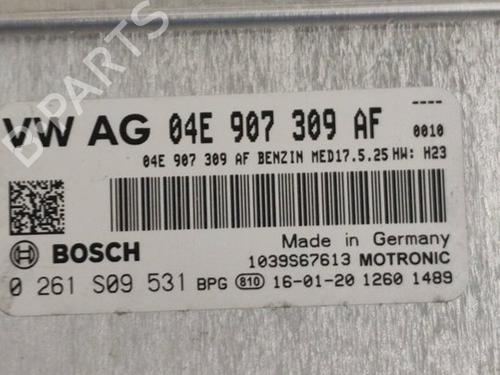 ----
VW AG 04E 907 309 AF 0010
04E 907 309 AF BENZIN MED17.5.25 HW: H23
BOSCH
Made in Germany
1039S67613 MOTRONIC
0 261 S09 531 BPG 810 16-01-20 1260 1489
B PARTS